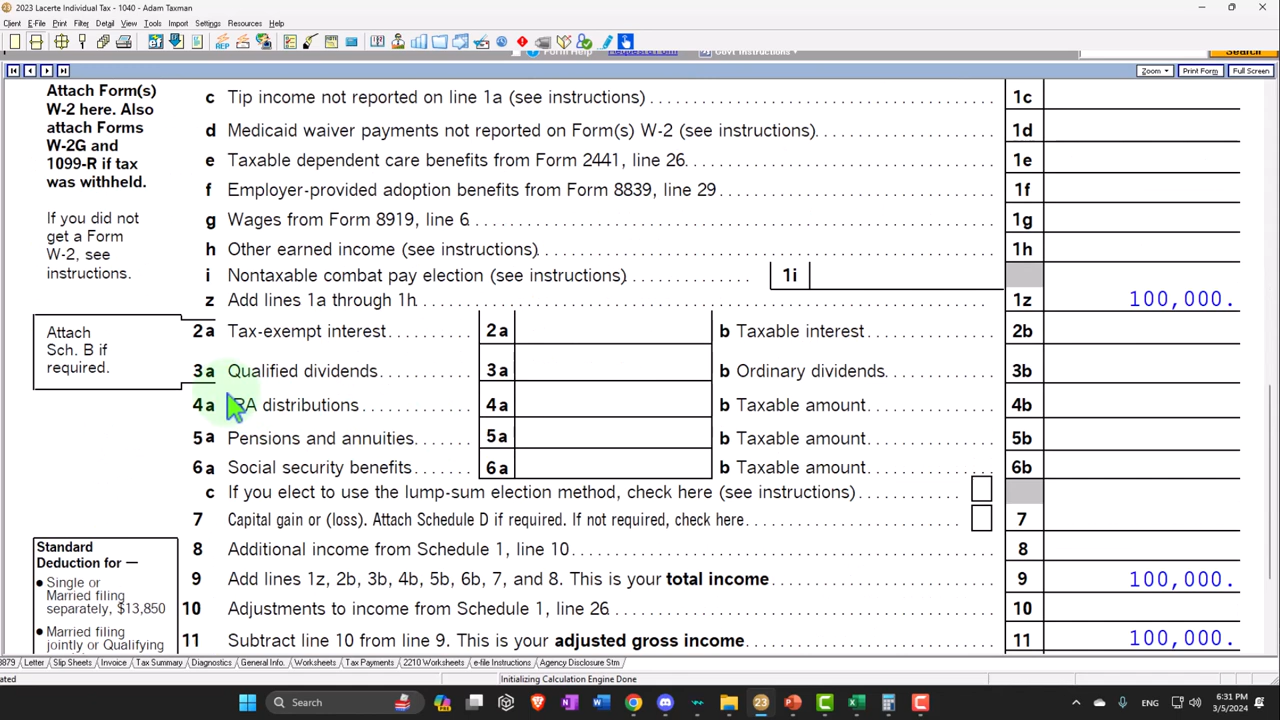 2023 Lacerte Individual Tax - 1040 - Adam Taxman
Client E-File Print Filter Detail View Tools Import Settings Resources Help
Search
Zoom Print Form Full Screen
Attach Form(s)
W-2 here. Also
attach Forms
W-2G and
1099-R if tax
was withheld.
If you did not
get a Form
W-2, see
instructions.
c Tip income not reported on line 1a (see instructions) 1c
d Medicaid waiver payments not reported on Form(s) W-2 (see instructions) 1d
e Taxable dependent care benefits from Form 2441, line 26 1e
f Employer-provided adoption benefits from Form 8839, line 29 1f
g Wages from Form 8919, line 6 1g
h Other earned income (see instructions) 1h
i Nontaxable combat pay election (see instructions) 1i
z Add lines 1a through 1h 1z 100,000.
Attach
Sch. B if
required.
2a Tax-exempt interest 2a b Taxable interest 2b
3a Qualified dividends 3a b Ordinary dividends 3b
4a IRA distributions 4a b Taxable amount 4b
5a Pensions and annuities 5a b Taxable amount 5b
6a Social security benefits 6a b Taxable amount 6b
c If you elect to use the lump-sum election method, check here (see instructions)
7 Capital gain or (loss). Attach Schedule D if required. If not required, check here 7
8 Additional income from Schedule 1, line 10 8
9 Add lines 1z, 2b, 3b, 4b, 5b, 6b, 7, and 8. This is your total income 9 100,000.
10 Adjustments to income from Schedule 1, line 26 10
11 Subtract line 10 from line 9. This is your adjusted gross income 11 100,000.
Standard
Deduction for —
● Single or
Married filing
separately, $13,850
● Married filing
jointly or Qualifying
8879 Letter Slip Sheets Invoice Tax Summary Diagnostics General Info. Worksheets Tax Payments 2210 Worksheets e-file Instructions Agency Disclosure Stm
Initializing Calculation Engine Done
Search
ENG
6:31 PM
3/5/2024